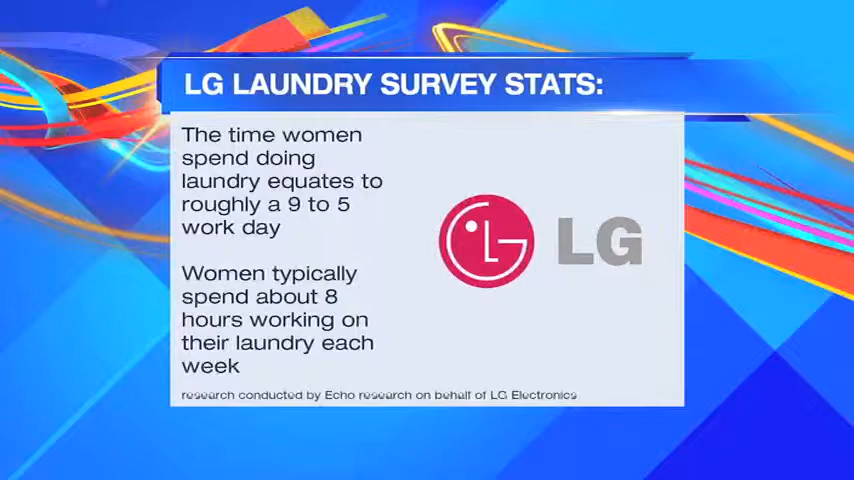 LG LAUNDRY SURVEY STATS:
The time women
spend doing
laundry equates to
roughly a 9 to 5
work day
Women typically
spend about 8
hours working on
their laundry each
week
LG
LG
research conducted by Echo research on behalf of LG Electronics